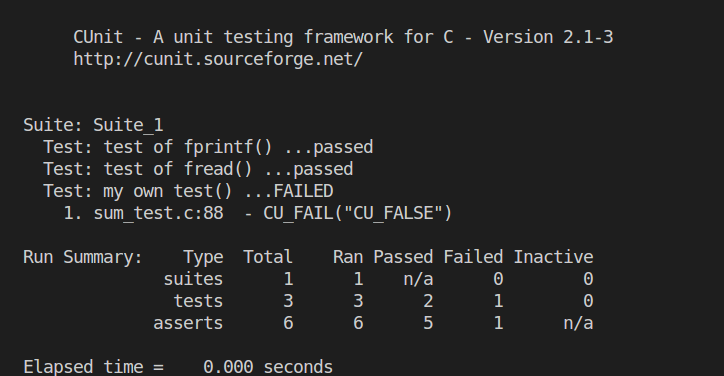 CUnit - A unit testing framework for C - Version 2.1-3
http://cunit.sourceforge.net/
Suite: Suite_1
Test: test of fprintf() ...passed
Test: test of fread() ...passed
Test: my own test() ...FAILED
1. sum_test.c:88  - CU_FAIL("CU_FALSE")
Run Summary:    Type  Total    Ran Passed Failed Inactive
suites      1      1    n/a      0        0
tests      3      3      2      1        0
asserts      6      6      5      1      n/a
Elapsed time =    0.000 seconds